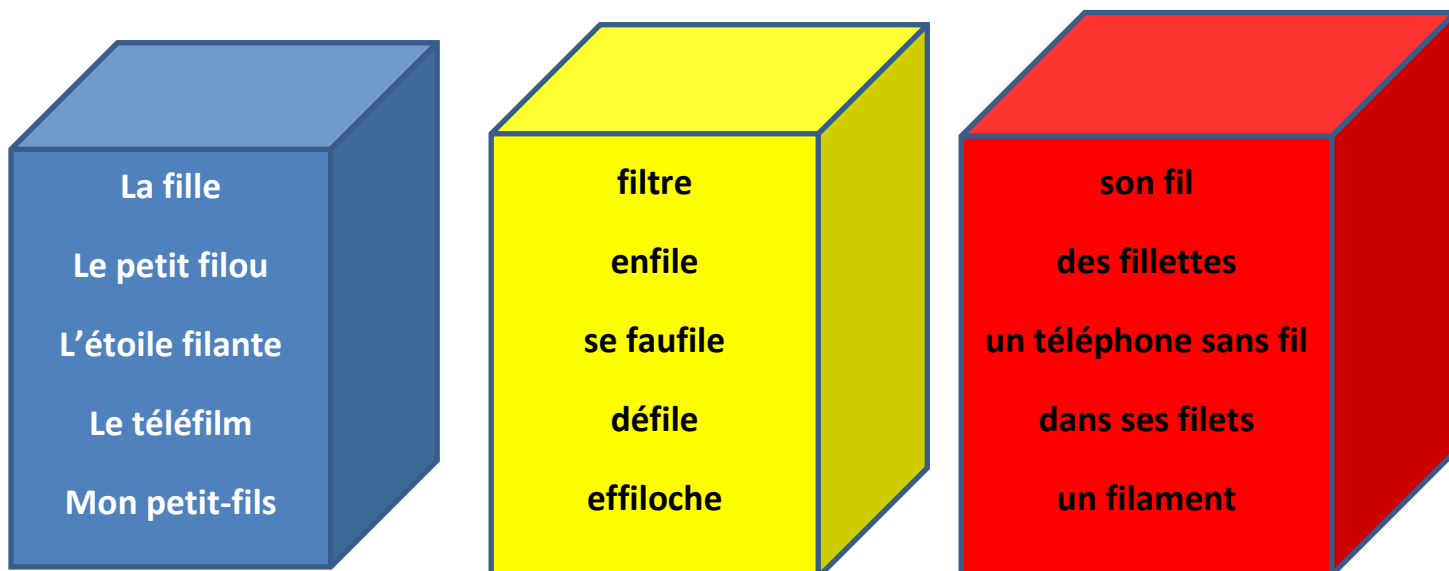 La fille
Le petit filou
L’étoile filante
Le téléfilm
Mon petit-fils
filtre
enfile
se faufile
défile
effiloche
son fil
des fillettes
un téléphone sans fil
dans ses filets
un filament